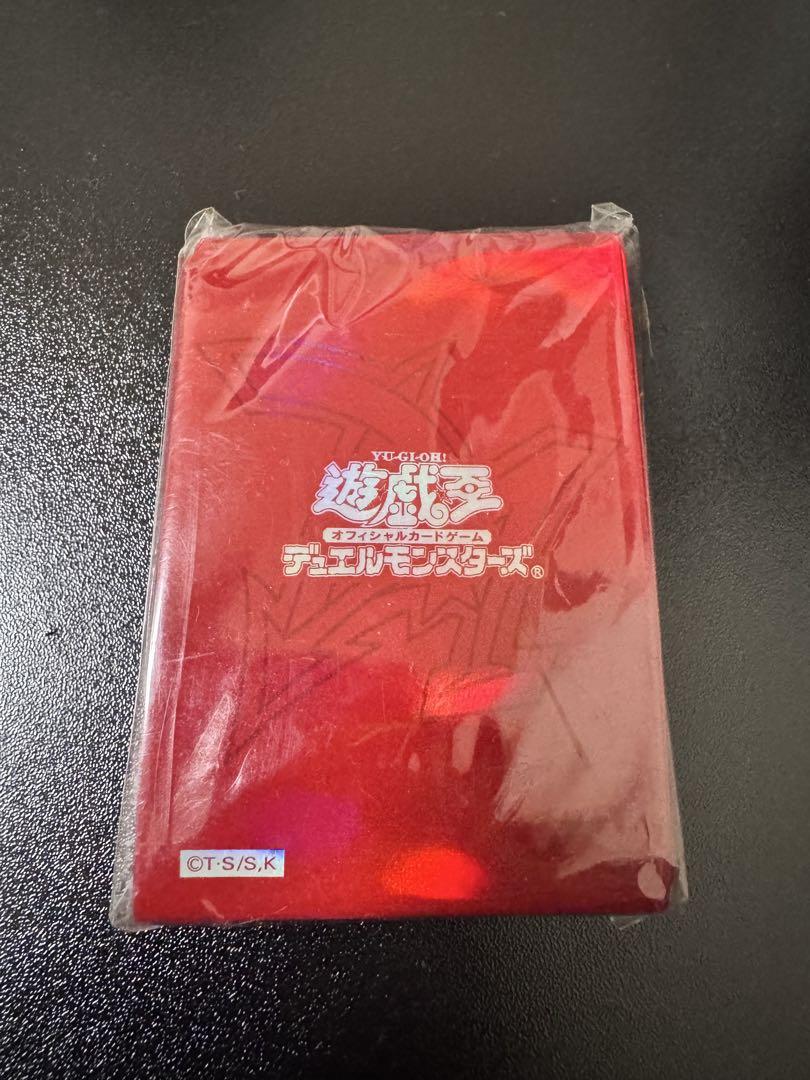 YU-GI-OH!
遊戯王
オフィシャルカードゲーム
デュエルモンスターズ®
©T・S/S,K